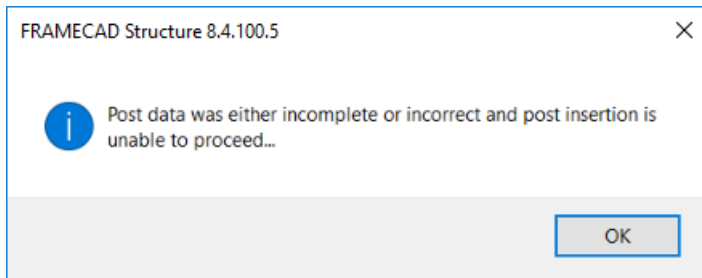 FRAMECAD Structure 8.4.100.5
Post data was either incomplete or incorrect and post insertion is
unable to proceed...
OK